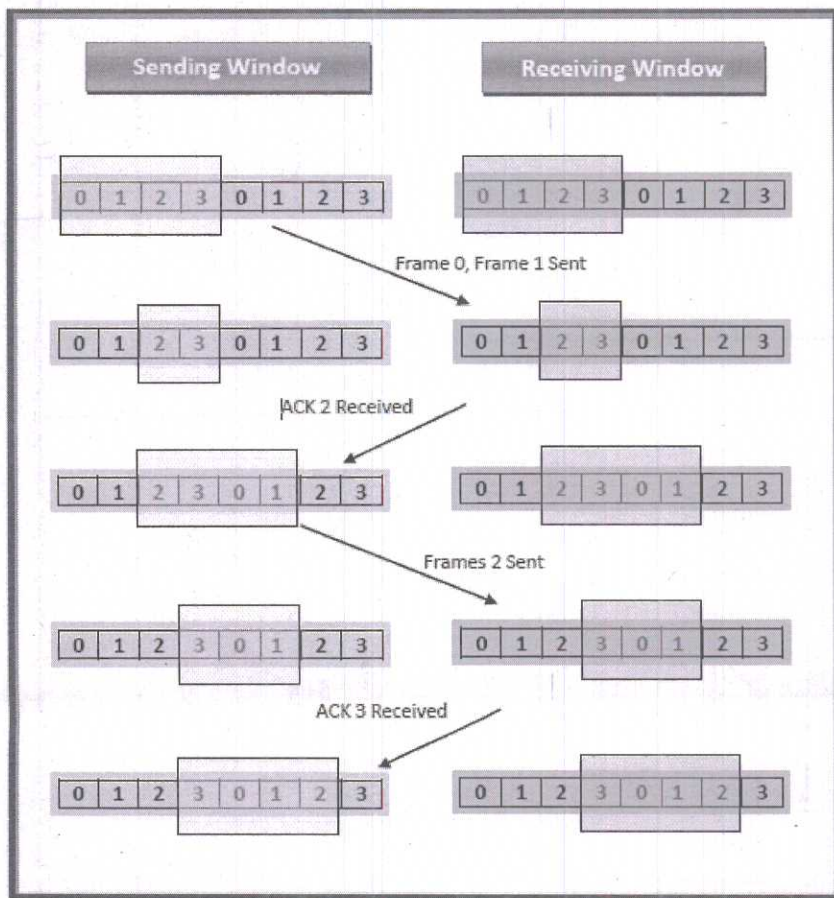 Sending Window Receiving Window
0 1 2 3 0 1 2 3 0 1 2 3 0 1 2 3
Frame 0, Frame 1 Sent
0 1 2 3 0 1 2 3 0 1 2 3 0 1 2 3
ACK 2 Received
0 1 2 3 0 1 2 3 0 1 2 3 0 1 2 3
Frames 2 Sent
0 1 2 3 0 1 2 3 0 1 2 3 0 1 2 3
ACK 3 Received
0 1 2 3 0 1 2 3 0 1 2 3 0 1 2 3